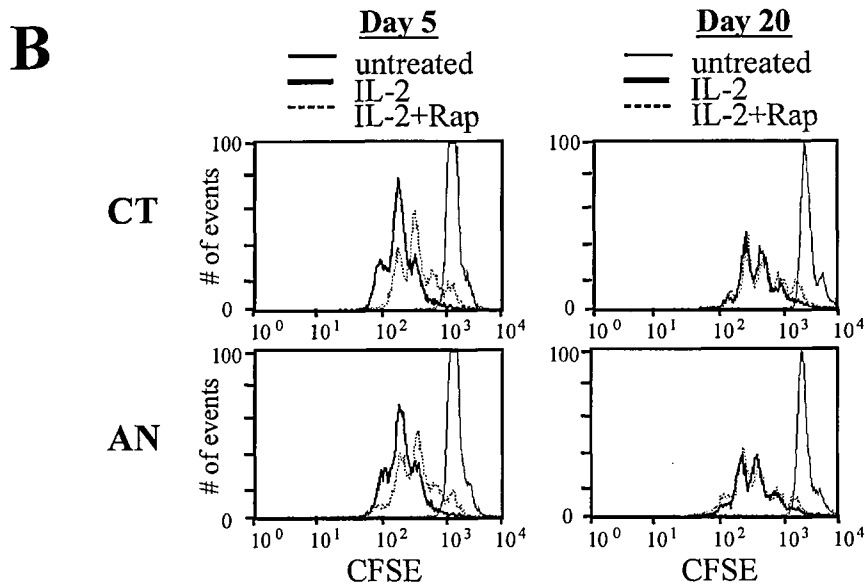 B
Day 5
untreated
IL-2
IL-2+Rap
Day 20
untreated
IL-2
IL-2+Rap
CT
# of events
100
0
10^0 10^1 10^2 10^3 10^4
100
0
10^0 10^1 10^2 10^3 10^4
AN
# of events
100
0
10^0 10^1 10^2 10^3 10^4
CFSE
100
0
10^0 10^1 10^2 10^3 10^4
CFSE